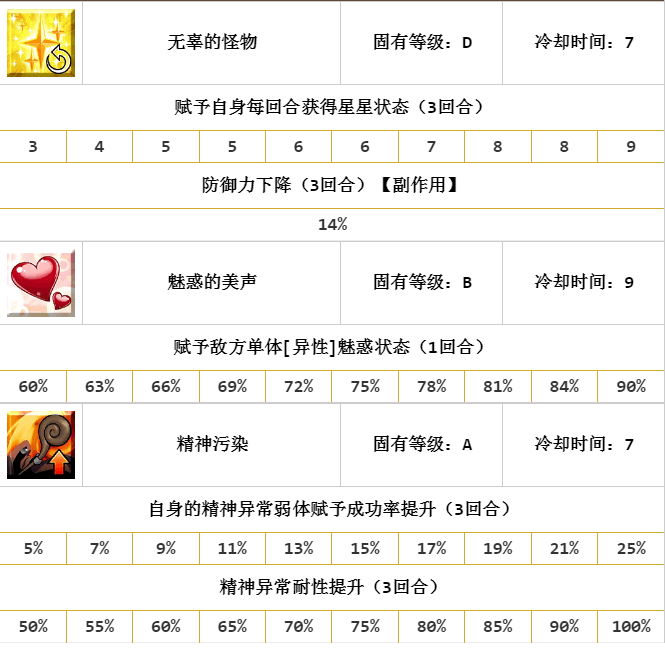 无辜的怪物 固有等级：D 冷却时间：7
赋予自身每回合获得星星状态（3回合）
3 4 5 5 6 6 7 8 8 9
防御力下降（3回合）【副作用】
14%
魅惑的美声 固有等级：B 冷却时间：9
赋予敌方单体[异性]魅惑状态（1回合）
60% 63% 66% 69% 72% 75% 78% 81% 84% 90%
精神污染 固有等级：A 冷却时间：7
自身的精神异常弱体赋予成功率提升（3回合）
5% 7% 9% 11% 13% 15% 17% 19% 21% 25%
精神异常耐性提升（3回合）
50% 55% 60% 65% 70% 75% 80% 85% 90% 100%